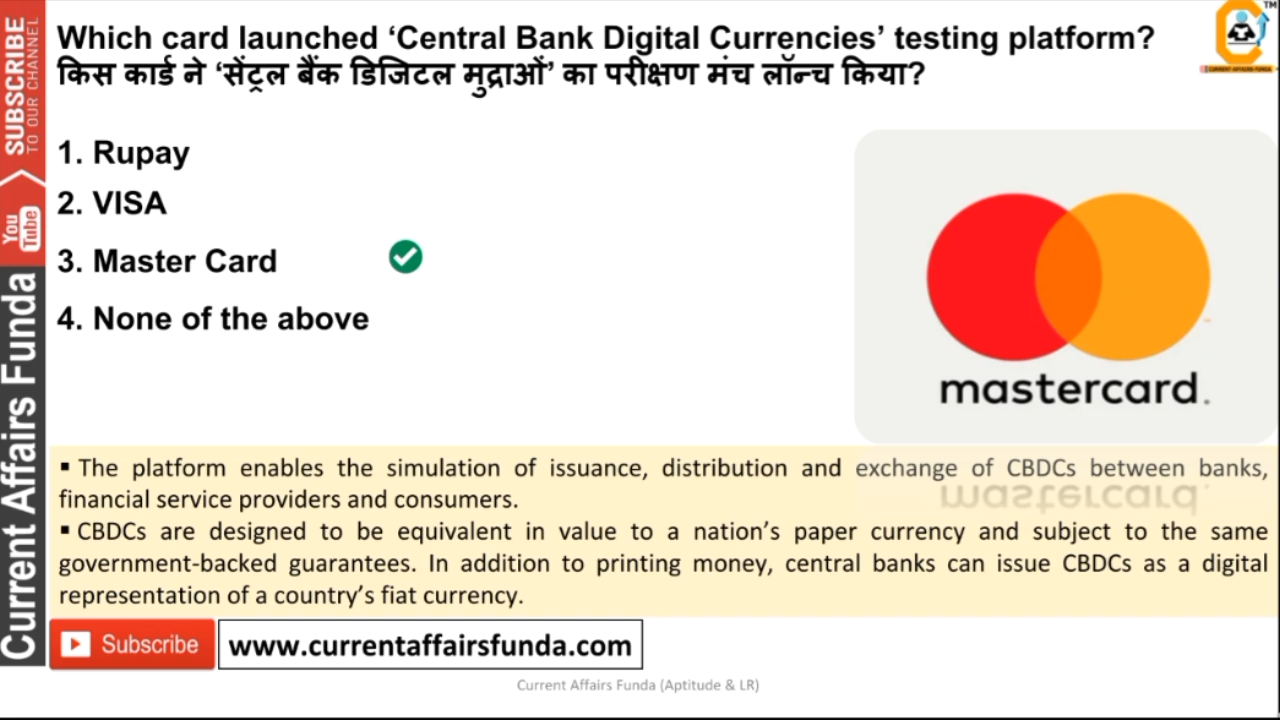 Which card launched ‘Central Bank Digital Currencies’ testing platform?
किस कार्ड ने ‘सेंट्रल बैंक डिजिटल मुद्राओं’ का परीक्षण मंच लॉन्च किया?
1. Rupay
2. VISA
3. Master Card
4. None of the above
mastercard.
▪ The platform enables the simulation of issuance, distribution and exchange of CBDCs between banks,
financial service providers and consumers.
▪ CBDCs are designed to be equivalent in value to a nation’s paper currency and subject to the same
government-backed guarantees. In addition to printing money, central banks can issue CBDCs as a digital
representation of a country’s fiat currency.
Subscribe
www.currentaffairsfunda.com
Current Affairs Funda (Aptitude & LR)
SUBSCRIBE
TO OUR CHANNEL
You
Tube
Current Affairs Funda
CURRENT AFFAIRS FUNDA
TM